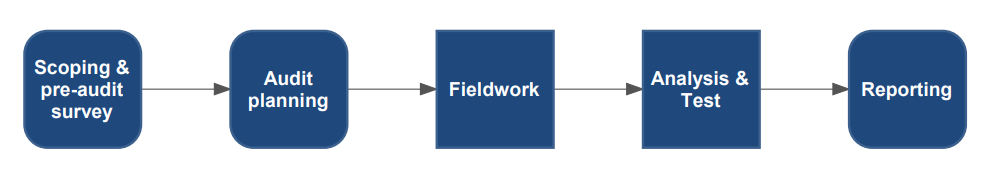 Scoping &
pre-audit
survey
Audit
planning
Fieldwork
Analysis &
Test
Reporting